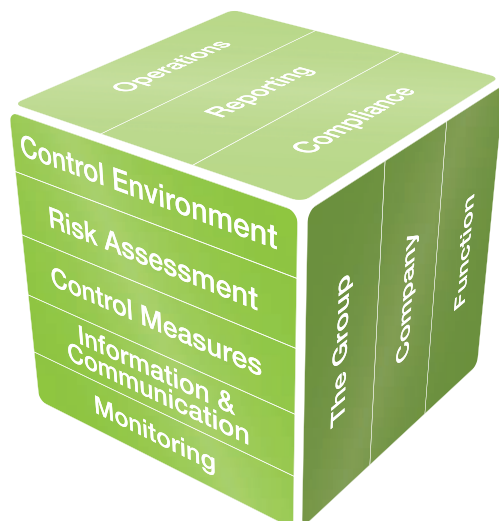 Operations
Reporting
Compliance
Control Environment
Risk Assessment
Control Measures
Information &
Communication
Monitoring
The Group
Company
Function